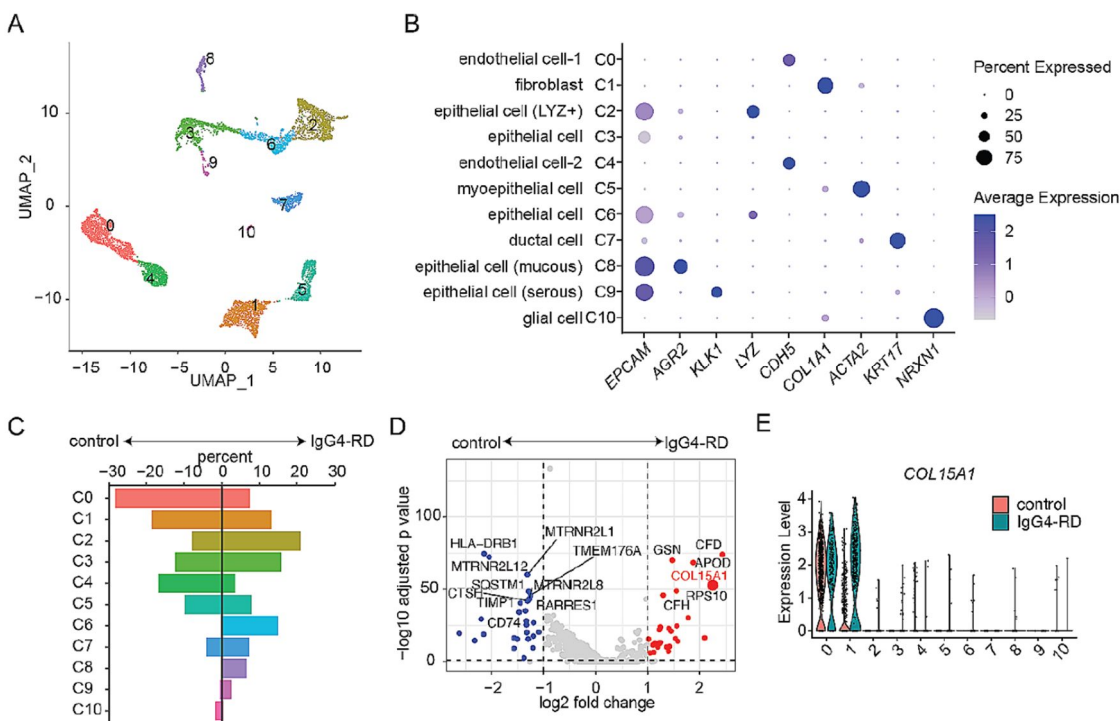 A
UMAP_2
10
0
−10
8
3
2
6
9
7
10
0
4
5
1
−15
−10
−5
0
5
10
UMAP_1
B
endothelial cell-1 C0
fibroblast C1
epithelial cell (LYZ+) C2
epithelial cell C3
endothelial cell-2 C4
myoepithelial cell C5
epithelial cell C6
ductal cell C7
epithelial cell (mucous) C8
epithelial cell (serous) C9
glial cell C10
EPCAM
AGR2
KLK1
LYZ
CDH5
COL1A1
ACTA2
KRT17
NRXN1
Percent Expressed
0
25
50
75
Average Expression
2
1
0
C
control IgG4-RD
percent
−30 −20 −10 0 10 20 30
C0
C1
C2
C3
C4
C5
C6
C7
C8
C9
C10
D
control IgG4-RD
−log10 adjusted p value
100
50
0
HLA−DRB1
MTRNR2L1
MTRNR2L12
TMEM176A
SQSTM1
MTRNR2L8
CTSH
TIMP1
RARRES1
CD74
GSN
CFD
APOD
COL15A1
RPS10
CFH
−2 −1 0 1 2
log2 fold change
E
COL15A1
control
IgG4-RD
Expression Level
4
3
2
1
0
0 1 2 3 4 5 6 7 8 9 10